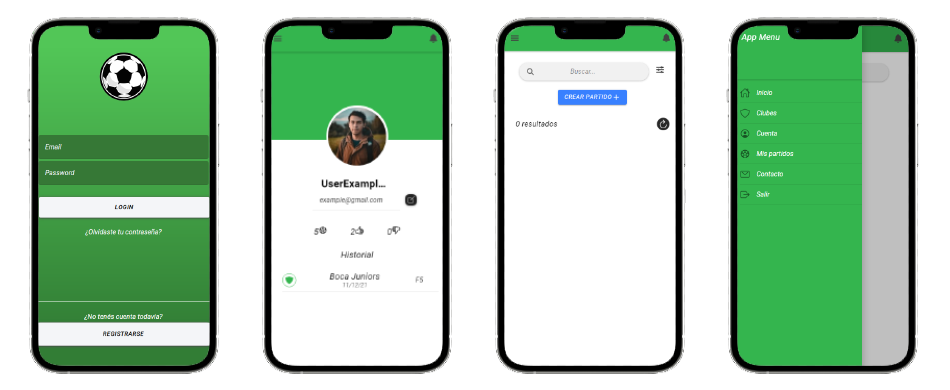 Email
Password
LOGIN
¿Olvidaste tu contraseña?
¿No tenés cuenta todavía?
REGISTRARSE
UserExampl...
example@gmail.com
5
2
0
Historial
Boca Juniors
11/12/21
F5
Buscar...
CREAR PARTIDO +
0 resultados
App Menu
Inicio
Clubes
Cuenta
Mis partidos
Contacto
Salir